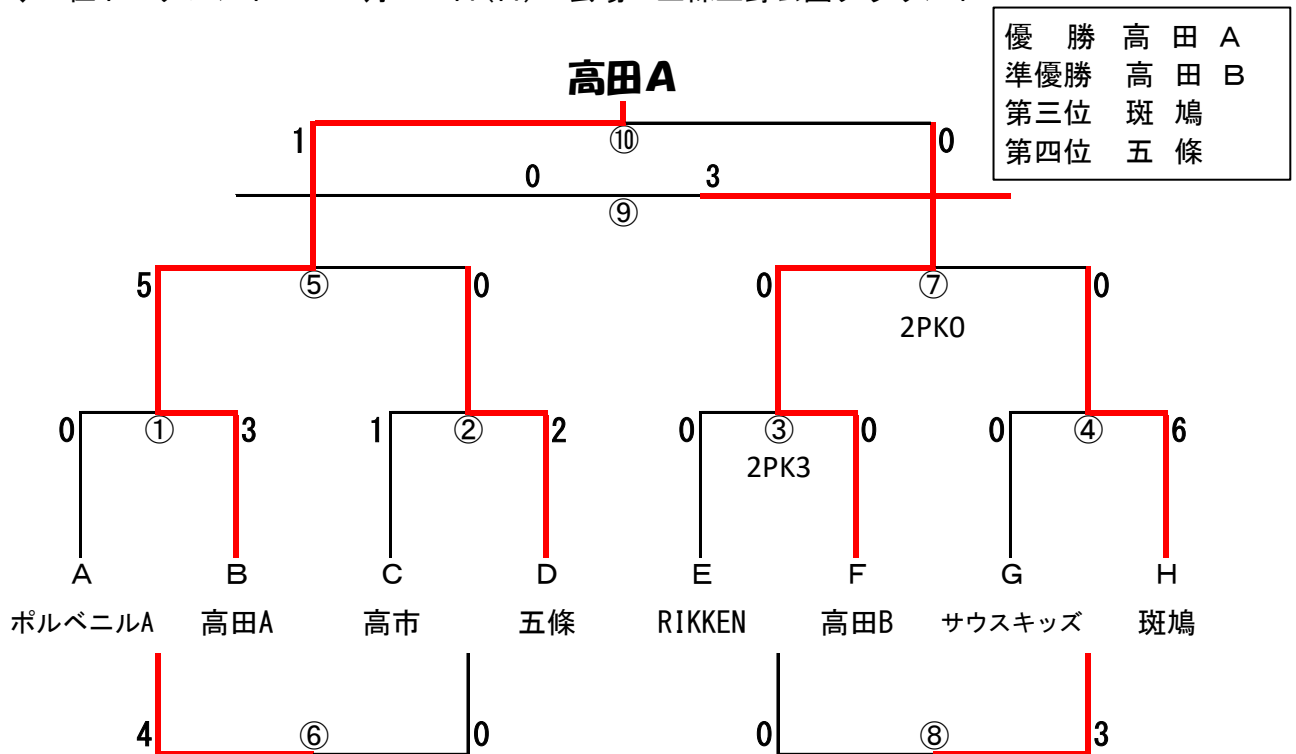 高田A
優 勝 高 田 A
準優勝 高 田 B
第三位 斑 鳩
第四位 五 條
1 ⑩ 0
0 3
⑨
5 ⑤ 0 0 ⑦ 0
2PK0
0 ① 3 1 ② 2 0 ③ 0 0 ④ 6
2PK3
A B C D E F G H
ポルベニルA 高田A 高市 五條 RIKKEN 高田B サウスキッズ 斑鳩
4 ⑥ 0 0 ⑧ 3